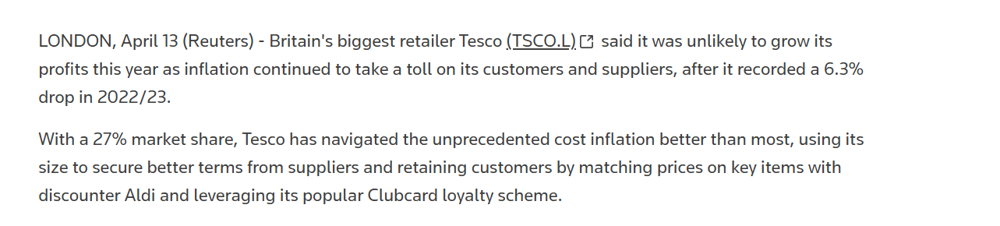 LONDON, April 13 (Reuters) - Britain's biggest retailer Tesco (TSCO.L) said it was unlikely to grow its
profits this year as inflation continued to take a toll on its customers and suppliers, after it recorded a 6.3%
drop in 2022/23.
With a 27% market share, Tesco has navigated the unprecedented cost inflation better than most, using its
size to secure better terms from suppliers and retaining customers by matching prices on key items with
discounter Aldi and leveraging its popular Clubcard loyalty scheme.